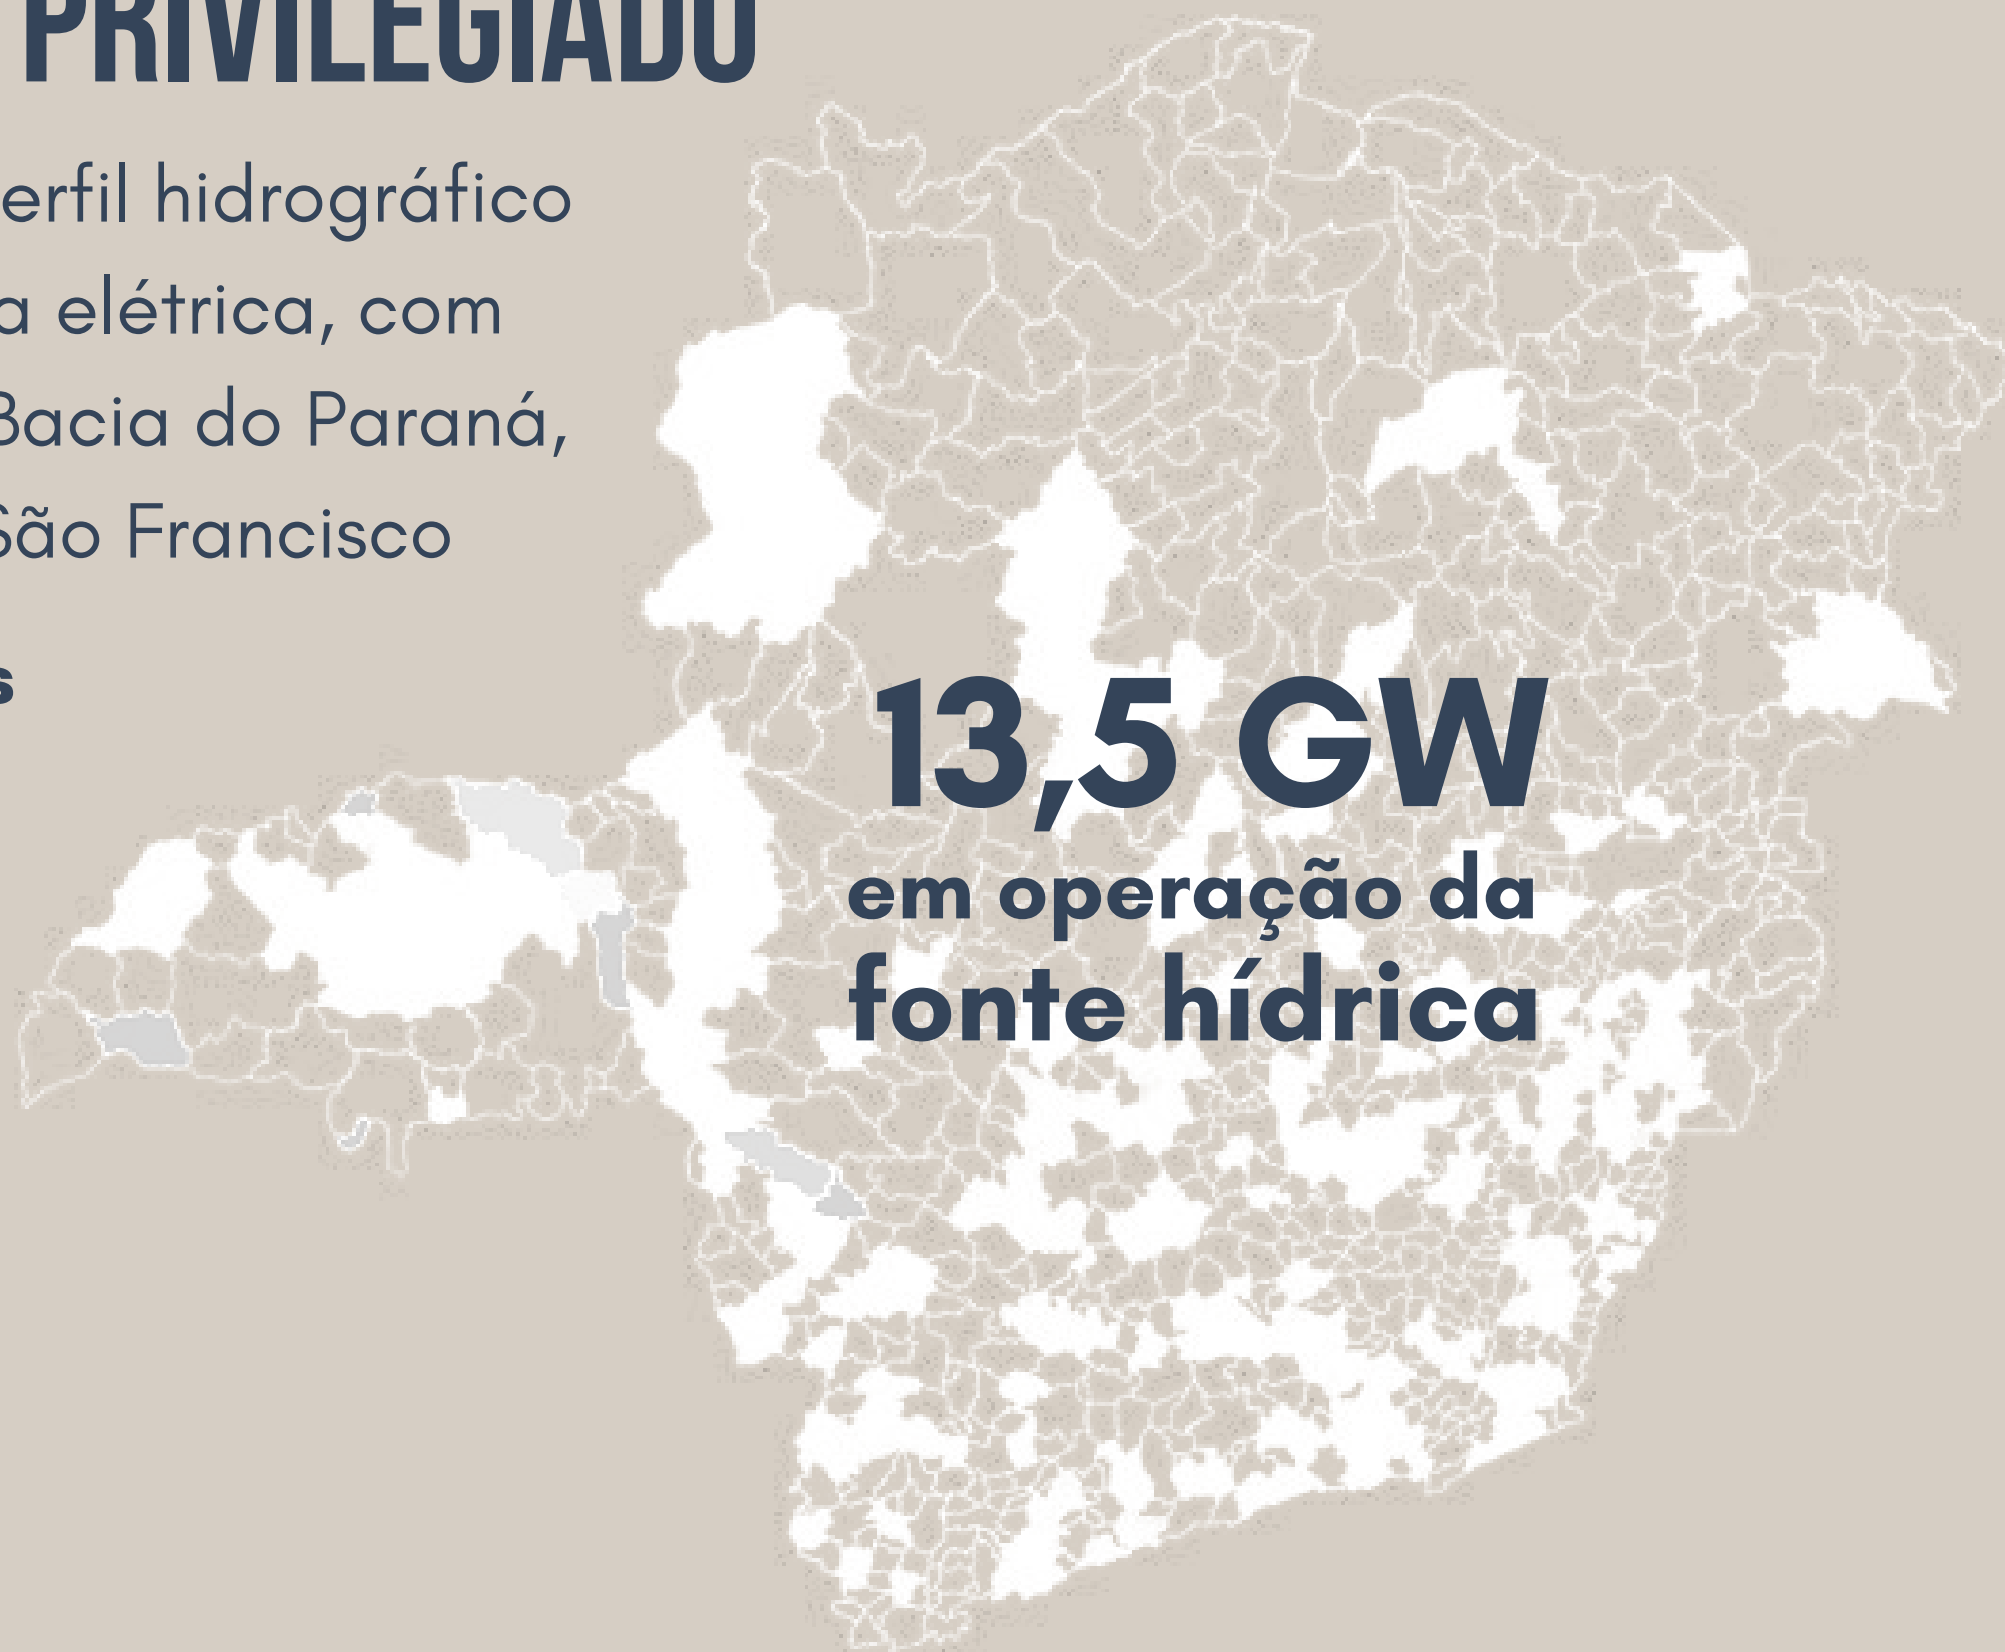 PRIVILEGIADO
erfil hidrográfico
a elétrica, com
Bacia do Paraná,
São Francisco
s
13,5 GW
em operação da
fonte hídrica